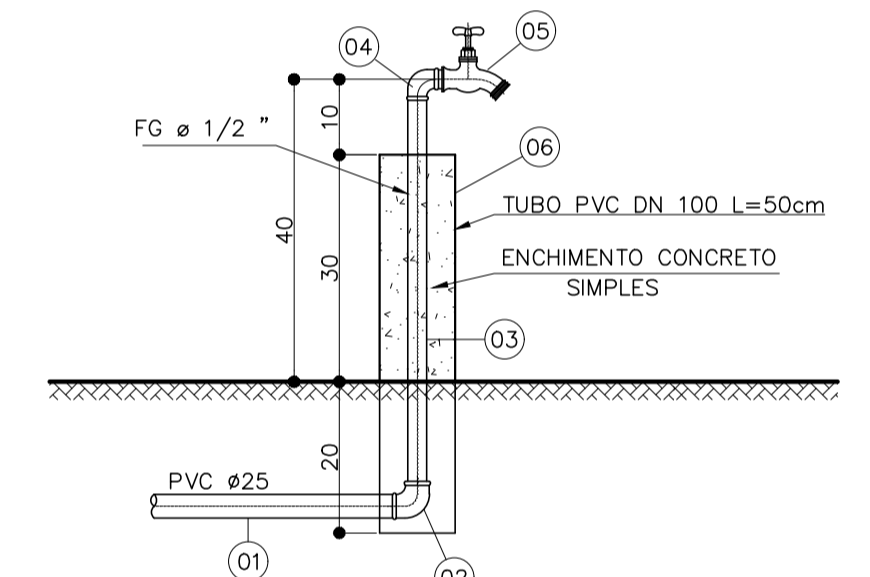 04
05
FG ø 1/2 "
10
06
TUBO PVC DN 100 L=50cm
40
30
ENCHIMENTO CONCRETO
SIMPLES
03
20
PVC ø25
01
02